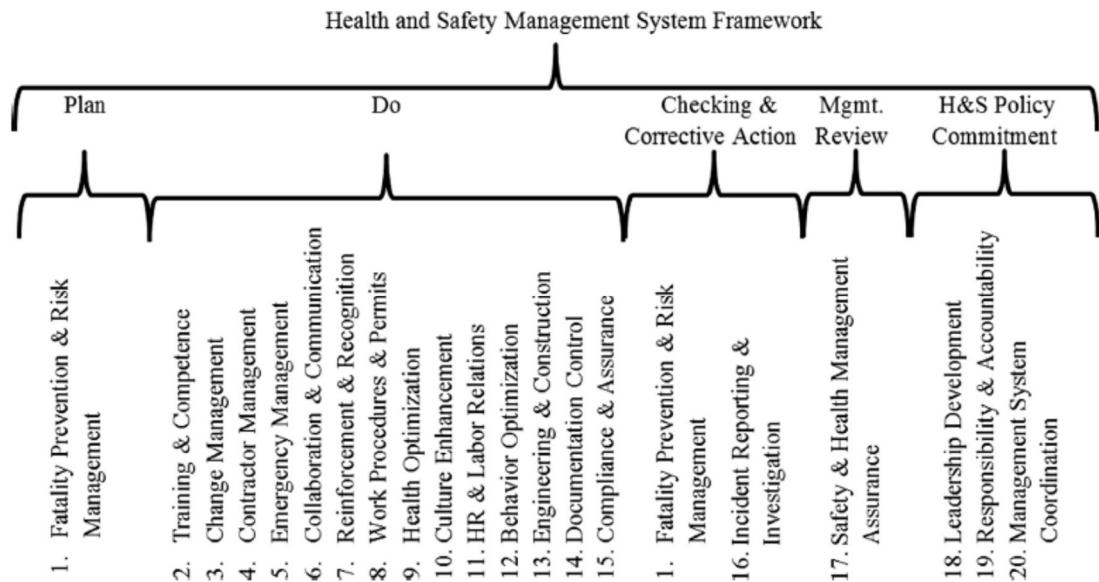 Health and Safety Management System Framework
Plan
Do
Checking &
Corrective Action
Mgmt.
Review
H&S Policy
Commitment
1. Fatality Prevention & Risk
Management
2. Training & Competence
3. Change Management
4. Contractor Management
5. Emergency Management
6. Collaboration & Communication
7. Reinforcement & Recognition
8. Work Procedures & Permits
9. Health Optimization
10. Culture Enhancement
11. HR & Labor Relations
12. Behavior Optimization
13. Engineering & Construction
14. Documentation Control
15. Compliance & Assurance
1. Fatality Prevention & Risk
Management
16. Incident Reporting &
Investigation
17. Safety & Health Management
Assurance
18. Leadership Development
19. Responsibility & Accountability
20. Management System
Coordination